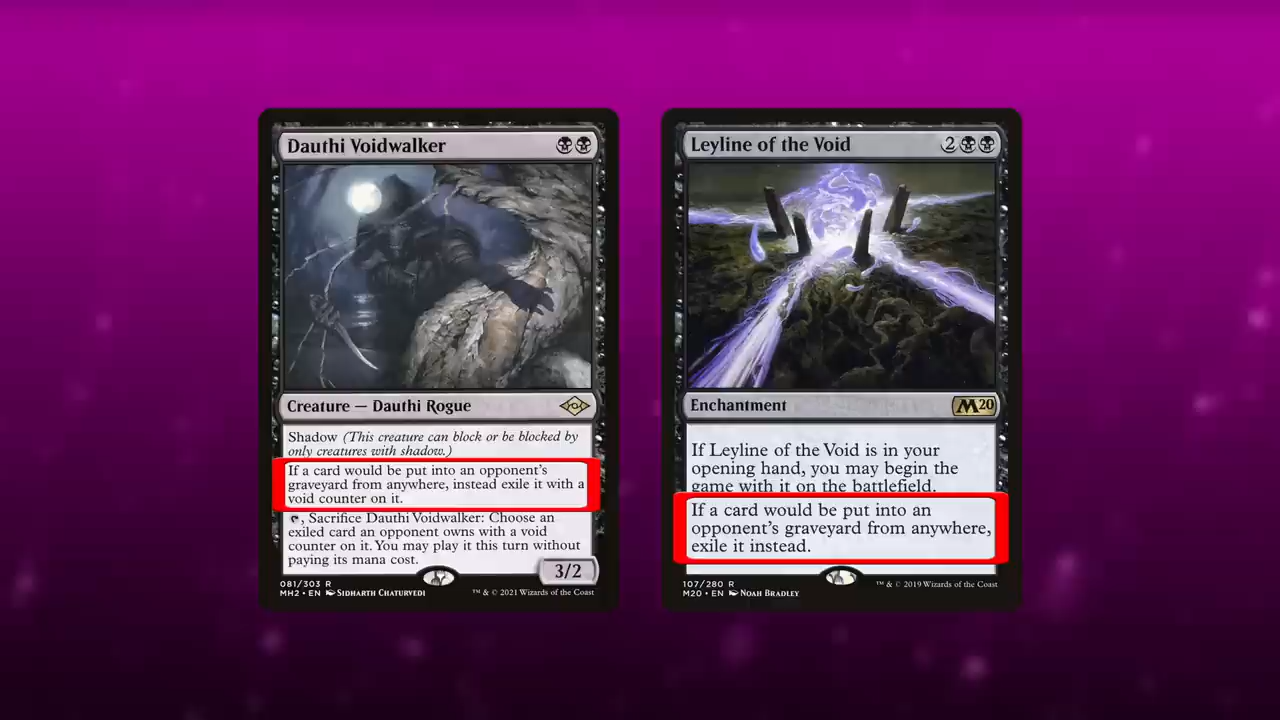 Dauthi Voidwalker
Creature — Dauthi Rogue
Shadow (This creature can block or be blocked by
only creatures with shadow.)
If a card would be put into an opponent's
graveyard from anywhere, instead exile it with a
void counter on it.
, Sacrifice Dauthi Voidwalker: Choose an
exiled card an opponent owns with a void
counter on it. You may play it this turn without
paying its mana cost.
3/2
081/303 R
MH2 • EN Sidharth Chaturvedi
™ & © 2021 Wizards of the Coast
Leyline of the Void
2
Enchantment
M20
If Leyline of the Void is in your
opening hand, you may begin the
game with it on the battlefield.
If a card would be put into an
opponent's graveyard from anywhere,
exile it instead.
107/280 R
M20 • EN Noah Bradley
™ & © 2019 Wizards of the Coast